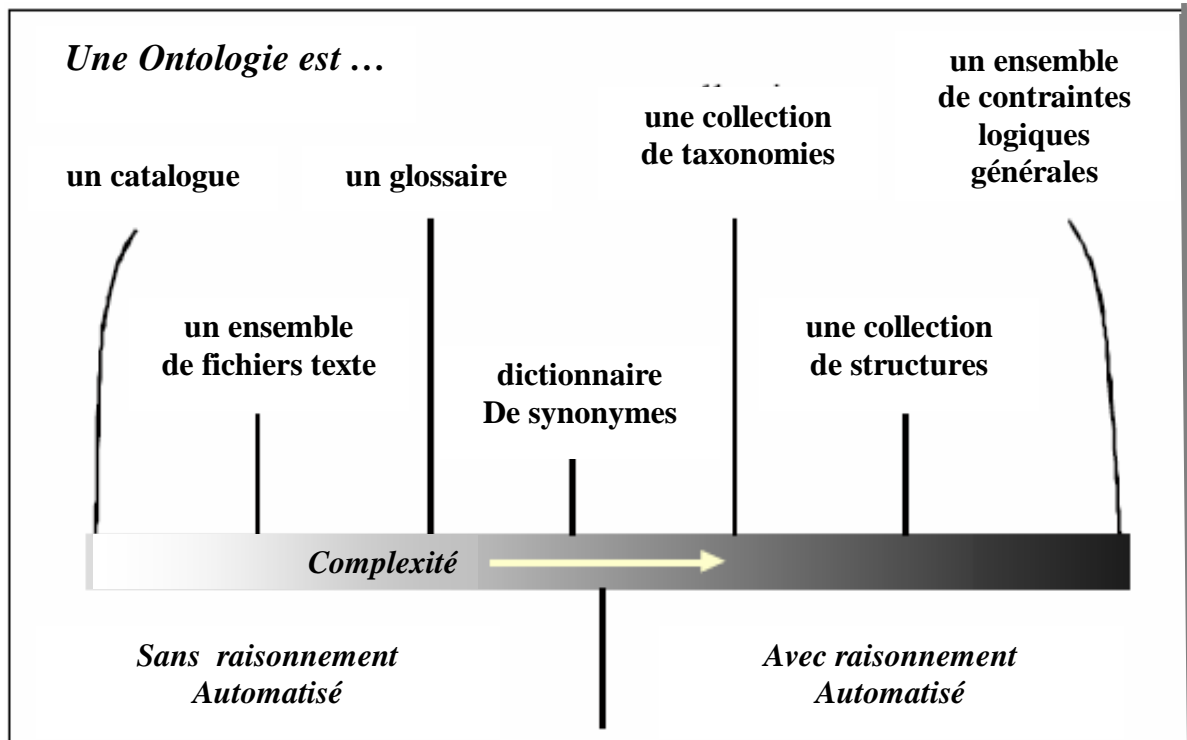 Une Ontologie est …
un ensemble
de contraintes
logiques
générales
une collection
de taxonomies
un catalogue
un glossaire
un ensemble
de fichiers texte
une collection
de structures
dictionnaire
De synonymes
Complexité
Sans raisonnement
Automatisé
Avec raisonnement
Automatisé